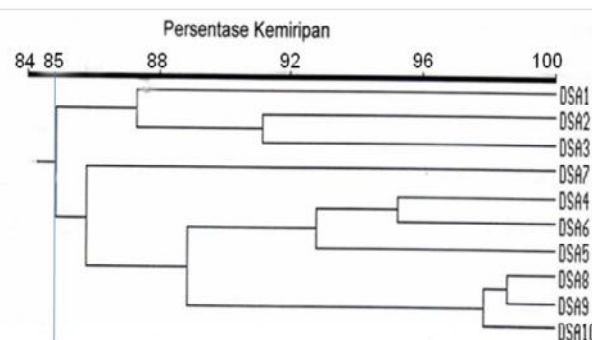 Persentase Kemiripan
84 85 88 92 96 100
DSA1
DSA2
DSA3
DSA7
DSA4
DSA6
DSA5
DSA8
DSA9
DSA10